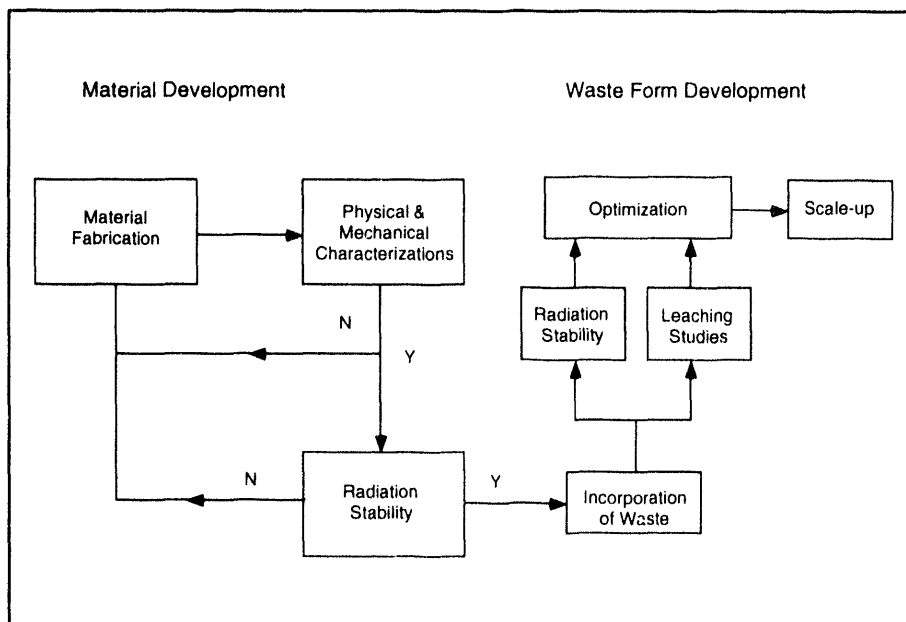 Material Development
Waste Form Development
Material
Fabrication
Physical &
Mechanical
Characterizations
Optimization
Scale-up
Radiation
Stability
Leaching
Studies
N
Y
N
Radiation
Stability
Y
Incorporation
of Waste